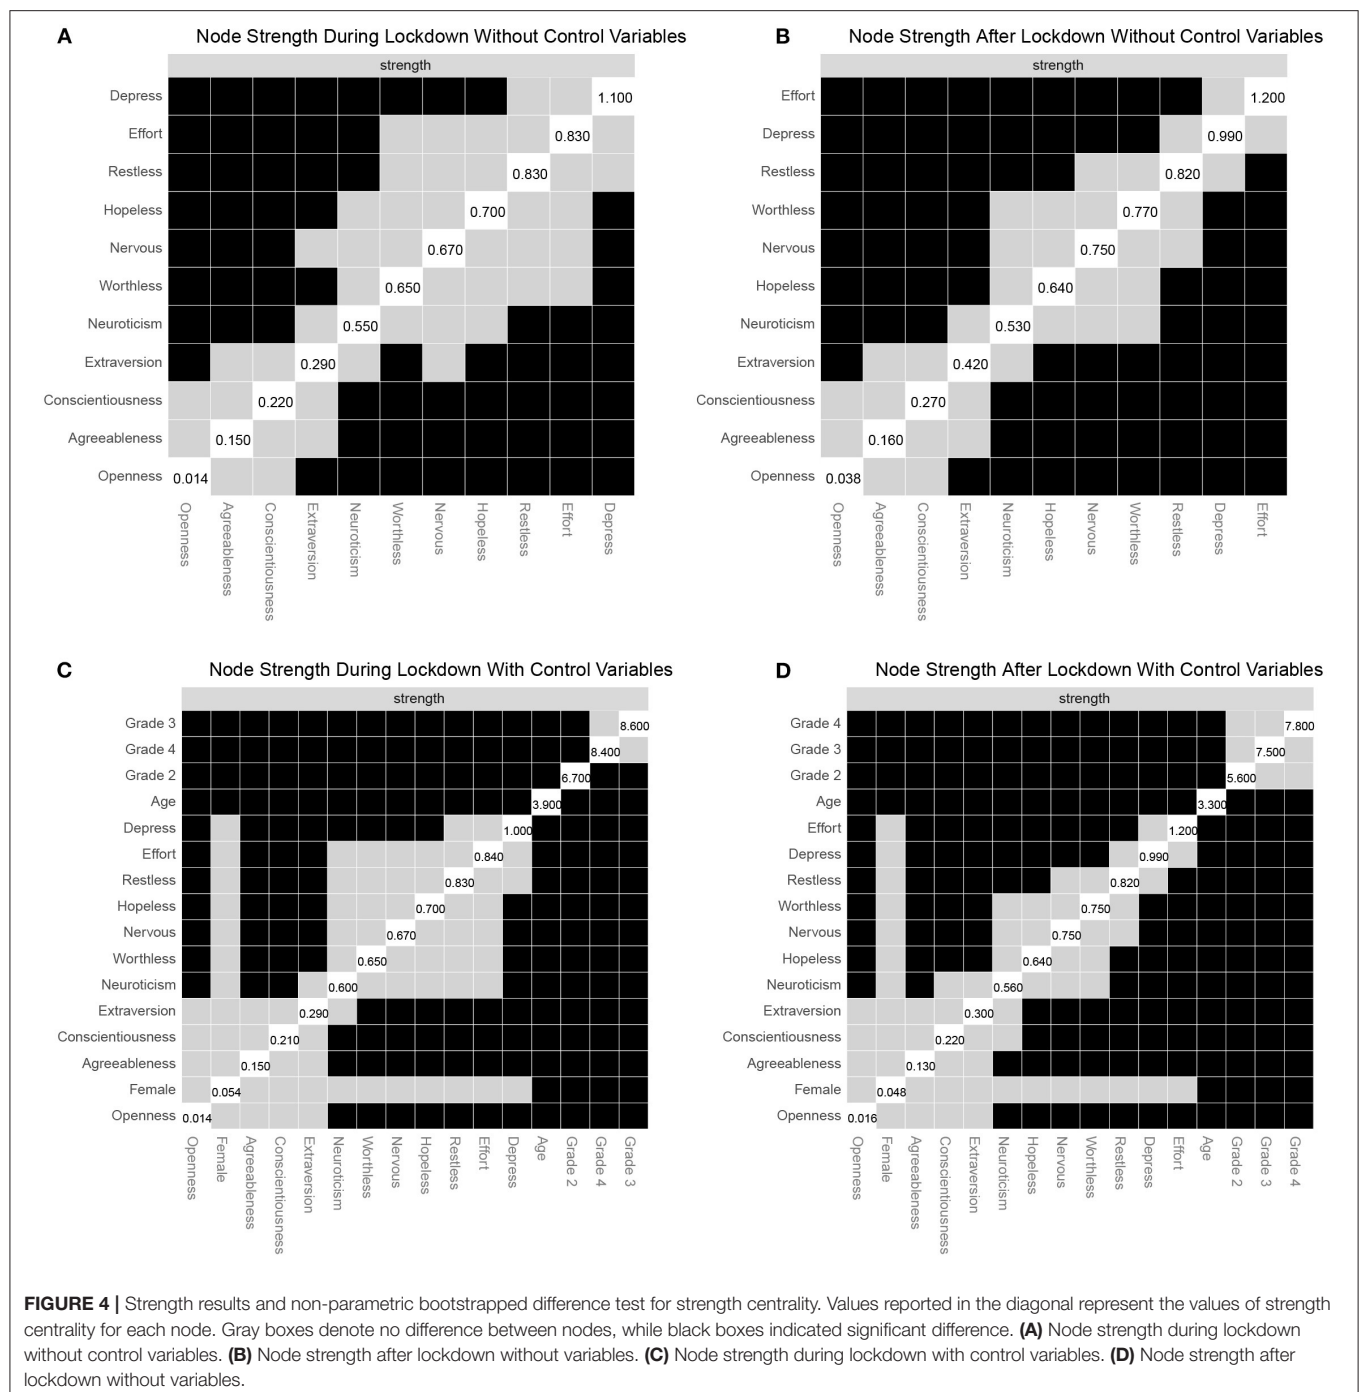 A
Node Strength During Lockdown Without Control Variables
strength
Depress
Effort
Restless
Hopeless
Nervous
Worthless
Neuroticism
Extraversion
Conscientiousness
Agreeableness
Openness
1.100
0.830
0.830
0.700
0.670
0.650
0.550
0.290
0.220
0.150
0.014
Openness
Agreeableness
Conscientiousness
Extraversion
Neuroticism
Worthless
Nervous
Hopeless
Restless
Effort
Depress
B
Node Strength After Lockdown Without Control Variables
strength
Effort
Depress
Restless
Worthless
Nervous
Hopeless
Neuroticism
Extraversion
Conscientiousness
Agreeableness
Openness
1.200
0.990
0.820
0.770
0.750
0.640
0.530
0.420
0.270
0.160
0.038
Openness
Agreeableness
Conscientiousness
Extraversion
Neuroticism
Hopeless
Nervous
Worthless
Restless
Depress
Effort
C
Node Strength During Lockdown With Control Variables
strength
Grade 3
Grade 4
Grade 2
Age
Depress
Effort
Restless
Hopeless
Nervous
Worthless
Neuroticism
Extraversion
Conscientiousness
Agreeableness
Female
Openness
8.600
8.400
6.700
3.900
1.000
0.840
0.830
0.700
0.670
0.650
0.600
0.290
0.210
0.150
0.054
0.014
Openness
Female
Agreeableness
Conscientiousness
Extraversion
Neuroticism
Worthless
Nervous
Hopeless
Restless
Effort
Depress
Age
Grade 2
Grade 4
Grade 3
D
Node Strength After Lockdown With Control Variables
strength
Grade 4
Grade 3
Grade 2
Age
Effort
Depress
Restless
Worthless
Nervous
Hopeless
Neuroticism
Extraversion
Conscientiousness
Agreeableness
Female
Openness
7.800
7.500
5.600
3.300
1.200
0.990
0.820
0.750
0.750
0.640
0.560
0.300
0.220
0.130
0.048
0.016
Openness
Female
Agreeableness
Conscientiousness
Extraversion
Neuroticism
Hopeless
Nervous
Worthless
Restless
Depress
Effort
Age
Grade 2
Grade 3
Grade 4
FIGURE 4 | Strength results and non-parametric bootstrapped difference test for strength centrality. Values reported in the diagonal represent the values of strength
centrality for each node. Gray boxes denote no difference between nodes, while black boxes indicated significant difference. (A) Node strength during lockdown
without control variables. (B) Node strength after lockdown without variables. (C) Node strength during lockdown with control variables. (D) Node strength after
lockdown without variables.